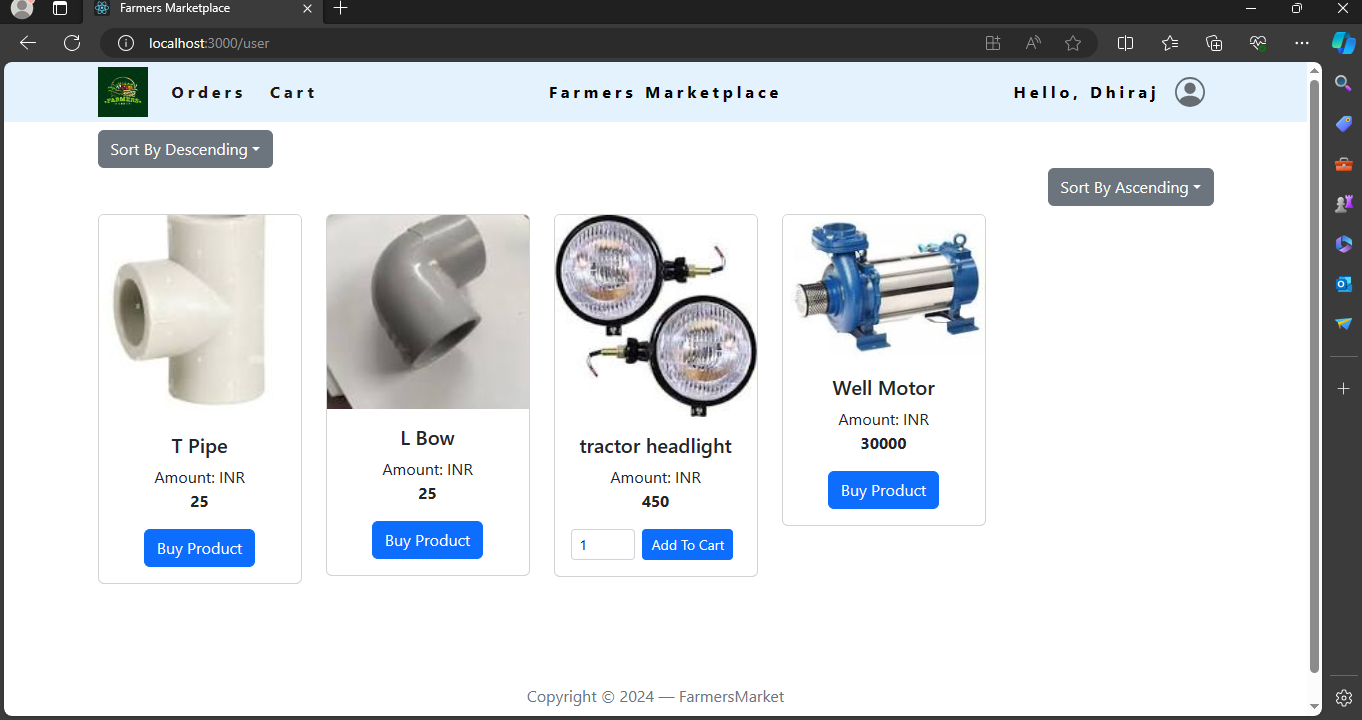 Farmers Marketplace
localhost:3000/user
FARMERS
Orders Cart Farmers Marketplace Hello, Dhiraj
Sort By Descending
Sort By Ascending
T Pipe
Amount: INR
25
Buy Product
L Bow
Amount: INR
25
Buy Product
tractor headlight
Amount: INR
450
1 Add To Cart
Well Motor
Amount: INR
30000
Buy Product
Copyright © 2024 — FarmersMarket